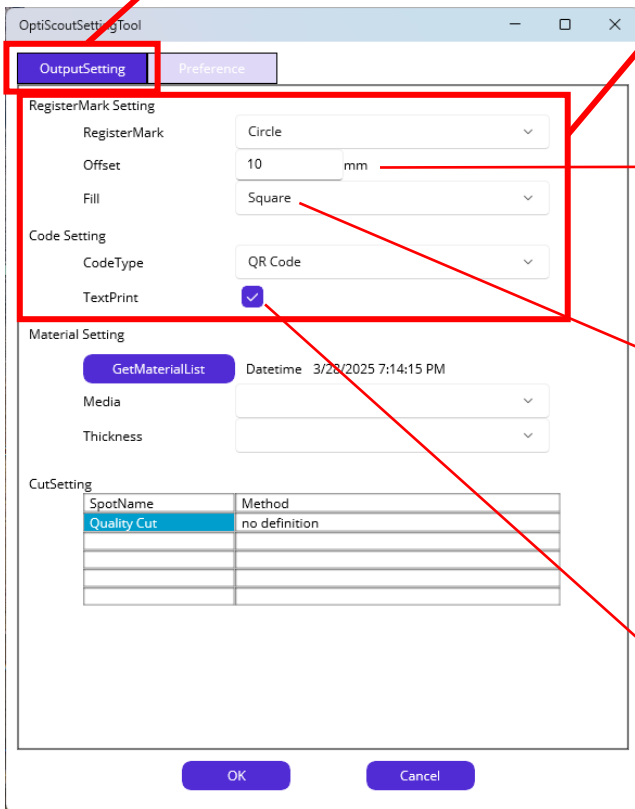 OptiScoutSettingTool
OutputSetting Preference
RegisterMark Setting
RegisterMark Circle
Offset 10 mm
Fill Square
Code Setting
CodeType QR Code
TextPrint
Material Setting
GetMaterialList Datetime 3/28/2025 7:14:15 PM
Media
Thickness
CutSetting
SpotName Method
Quality Cut no definition
OK Cancel